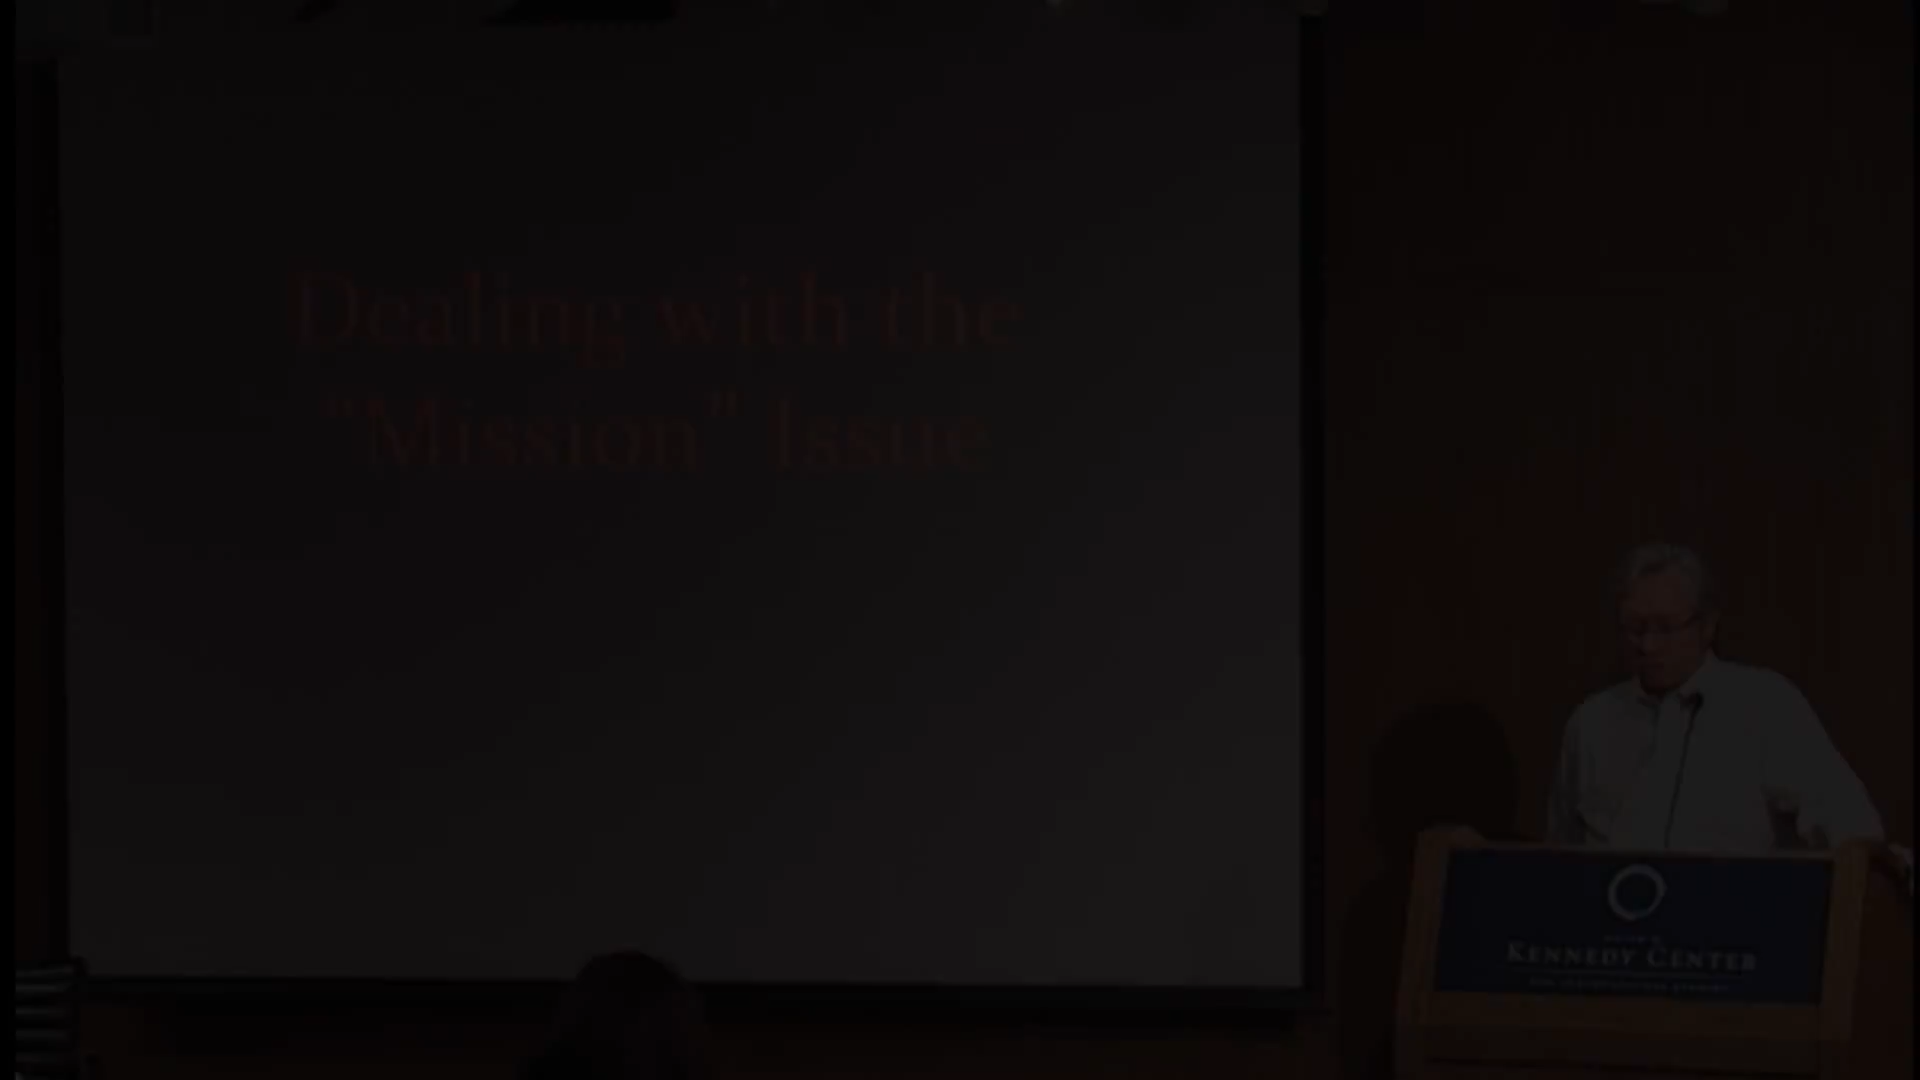 Dealing with the
"Mission" Issue
KENNEDY CENTER